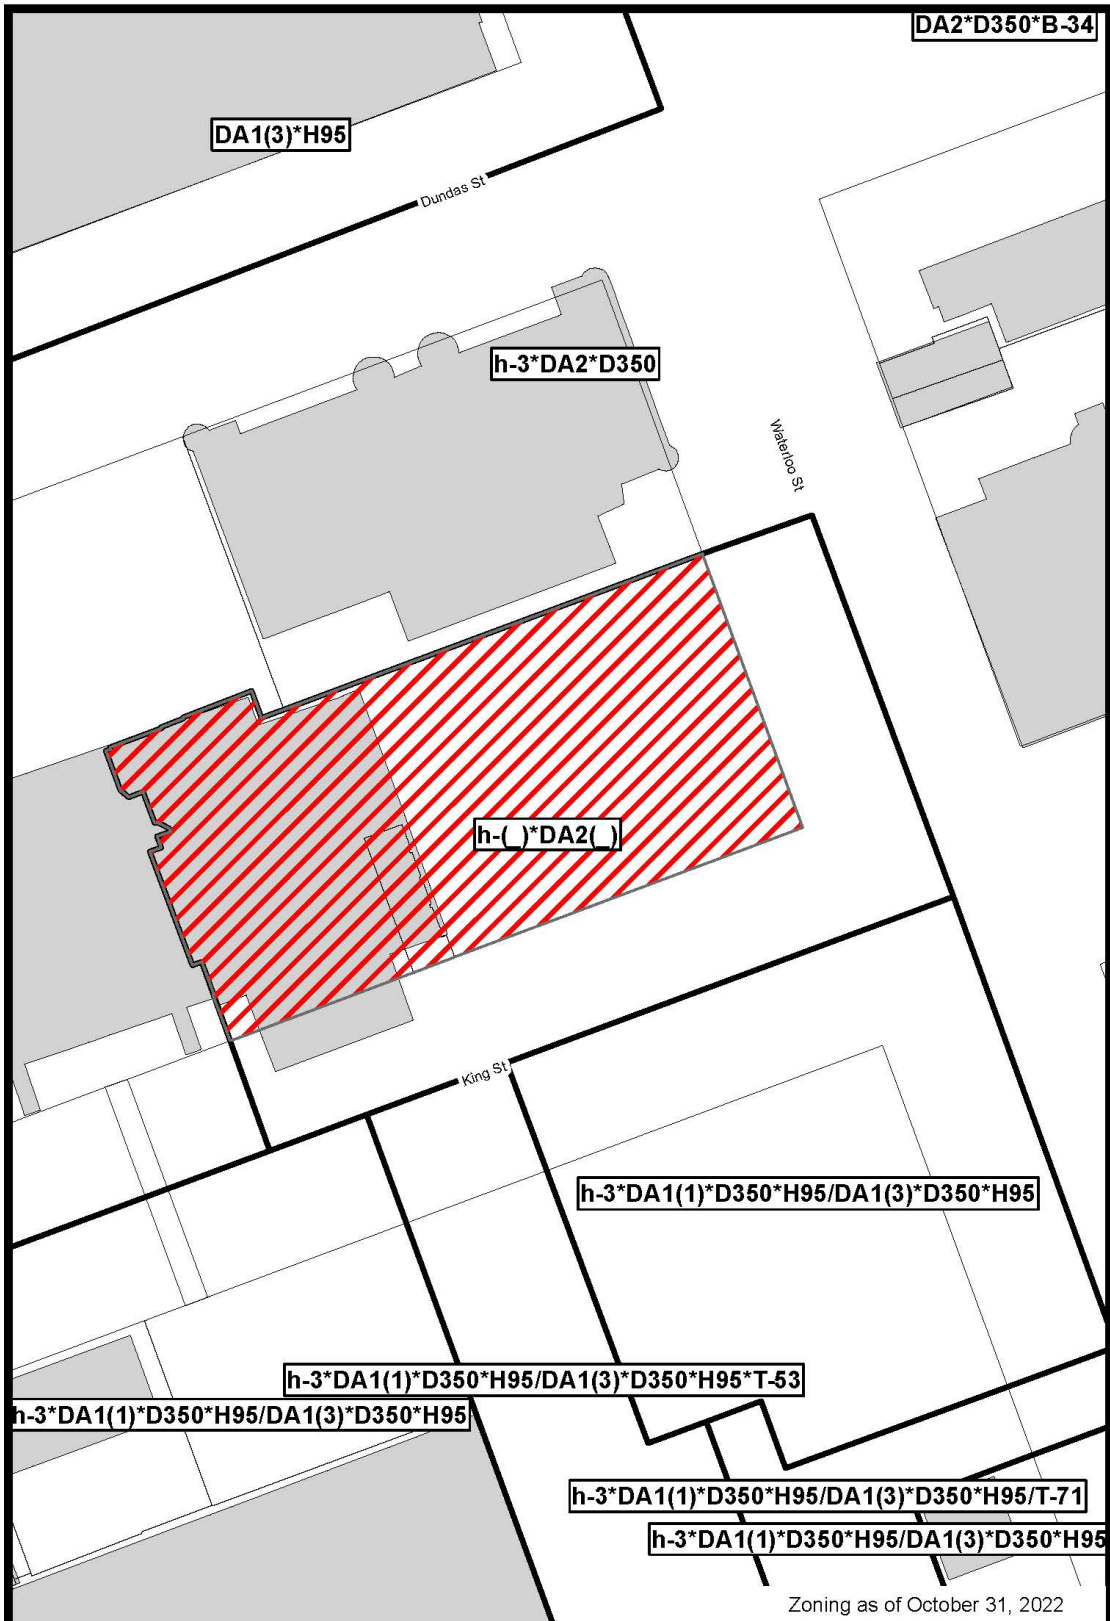 DA2*D350*B-34
DA1(3)*H95
Dundas St
h-3*DA2*D350
Waterloo St
h-(_)*DA2(_)
King St
h-3*DA1(1)*D350*H95/DA1(3)*D350*H95
h-3*DA1(1)*D350*H95/DA1(3)*D350*H95*T-53
h-3*DA1(1)*D350*H95/DA1(3)*D350*H95
h-3*DA1(1)*D350*H95/DA1(3)*D350*H95/T-71
h-3*DA1(1)*D350*H95/DA1(3)*D350*H95
Zoning as of October 31, 2022